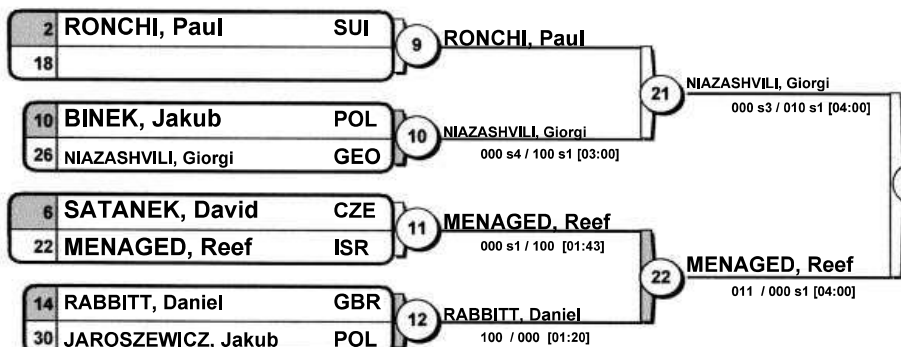 2 RONCHI, Paul SUI
18
9
RONCHI, Paul
10 BINEK, Jakub POL
26 NIAZASHVILI, Giorgi GEO
10
NIAZASHVILI, Giorgi
000 s4 / 100 s1 [03:00]
21
NIAZASHVILI, Giorgi
000 s3 / 010 s1 [04:00]
6 SATANEK, David CZE
22 MENAGED, Reef ISR
11
MENAGED, Reef
000 s1 / 100 [01:43]
14 RABBITT, Daniel GBR
30 JAROSZEWICZ, Jakub POL
12
RABBITT, Daniel
100 / 000 [01:20]
22
MENAGED, Reef
011 / 000 s1 [04:00]